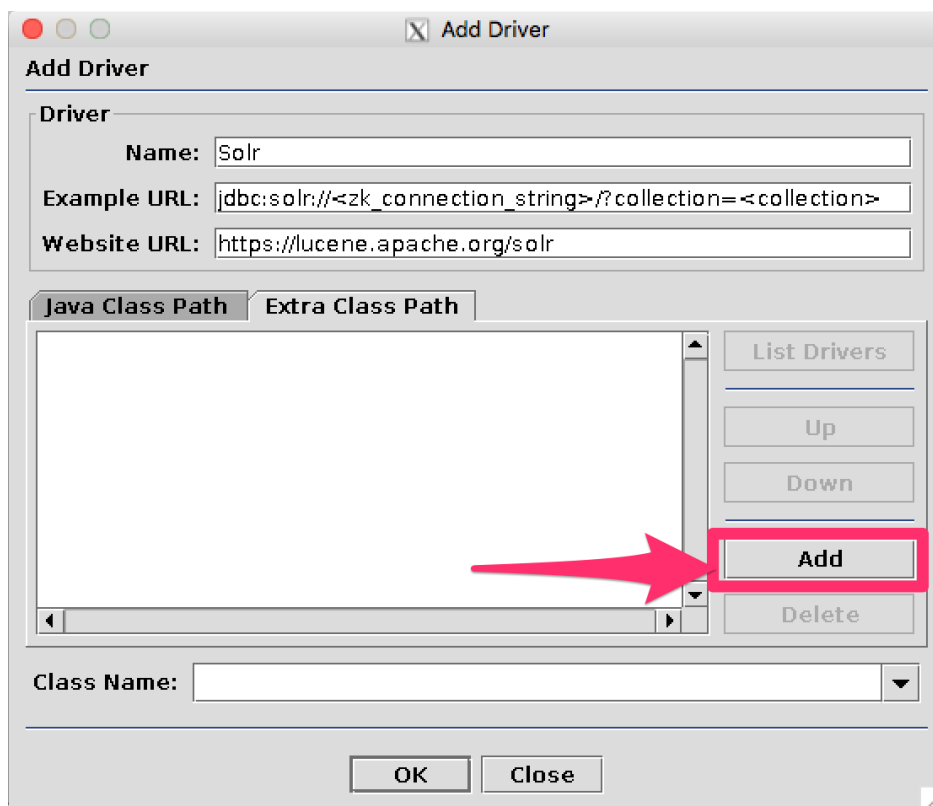 Add Driver
Add Driver
Driver
Name: Solr
Example URL: jdbc:solr://<zk_connection_string>/?collection=<collection>
Website URL: https://lucene.apache.org/solr
Java Class Path Extra Class Path
List Drivers
Up
Down
Add
Delete
Class Name:
OK Close